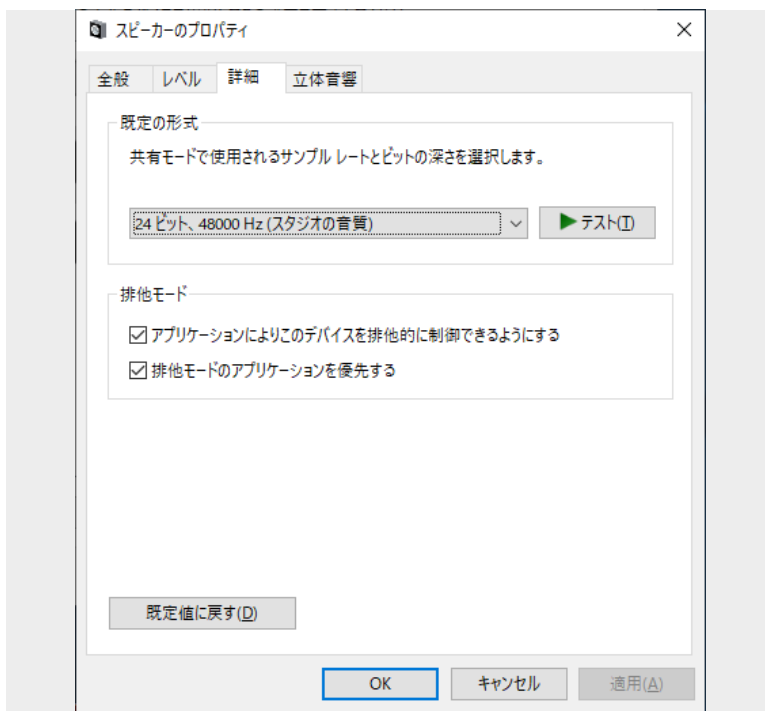 スピーカーのプロパティ
全般 レベル 詳細 立体音響
既定の形式
共有モードで使用されるサンプル レートとビットの深さを選択します。
24 ビット、48000 Hz (スタジオの音質) テスト(T)
排他モード
アプリケーションによりこのデバイスを排他的に制御できるようにする
排他モードのアプリケーションを優先する
既定値に戻す(D)
OK キャンセル 適用(A)